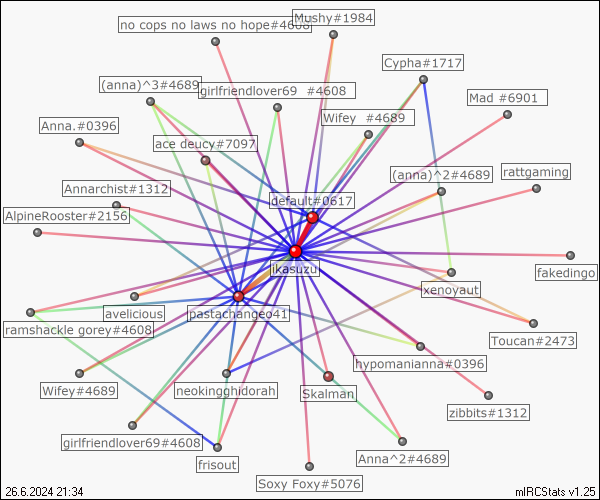 Mushy#1984
no cops no laws no hope#4608
Cypha#1717
(anna)^3#4689
girlfriendlover69 #4608
Mad #6901
Wifey #4689
Anna.#0396
ace deucy#7097
rattgaming
(anna)^2#4689
Annarchist#1312
default#0617
AlpineRooster#2156
jikasuzu
fakedingo
xenoyaut
avelicious
pastachangeo41
ramshackle gorey#4608
Toucan#2473
hypomanianna#0396
Wifey#4689
neokingghidorah
Skalman
zibbits#1312
girlfriendlover69#4608
Anna^2#4689
frisout
Soxy Foxy#5076
26.6.2024 21:34
mIRCStats v1.25